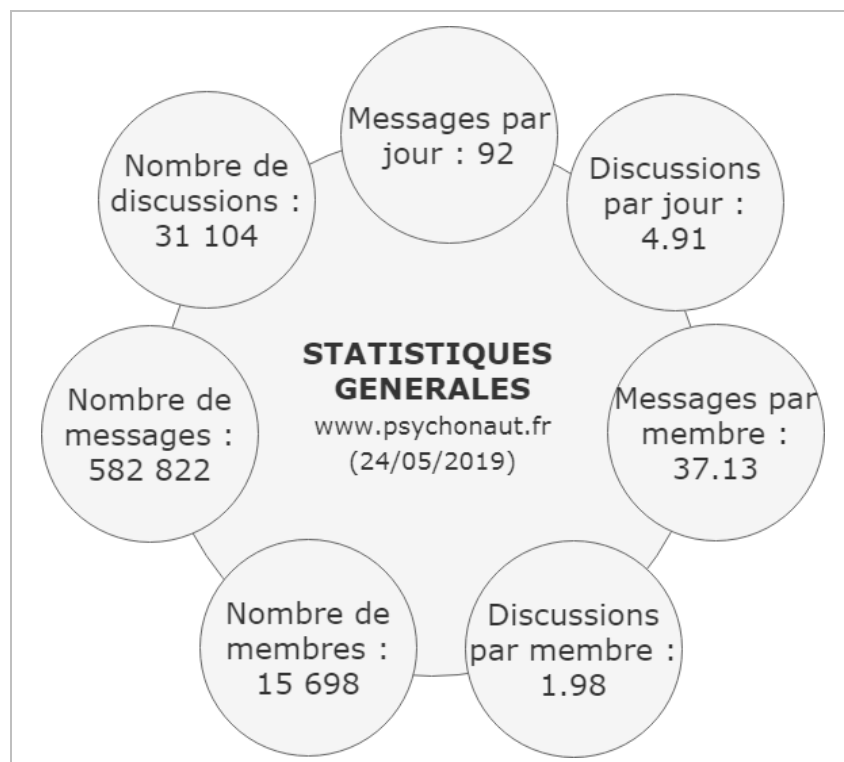 Messages par
jour : 92
Nombre de
discussions :
31 104
Discussions
par jour :
4.91
STATISTIQUES
GENERALES
www.psychonaut.fr
(24/05/2019)
Nombre de
messages :
582 822
Messages par
membre :
37.13
Nombre de
membres :
15 698
Discussions
par membre :
1.98